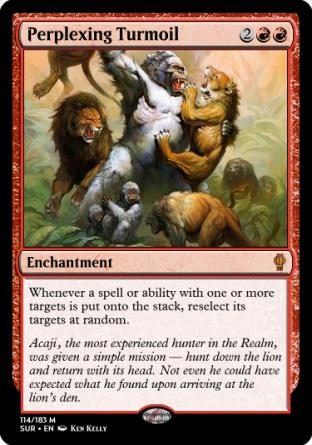 Perplexing Turmoil 2
Enchantment
Whenever a spell or ability with one or more
targets is put onto the stack, reselect its
targets at random.
Acaji, the most experienced hunter in the Realm,
was given a simple mission — hunt down the lion
and return with its head. Not even he could have
expected what he found upon arriving at the
lion's den.
114/183 M
SUR • EN KEN KELLY